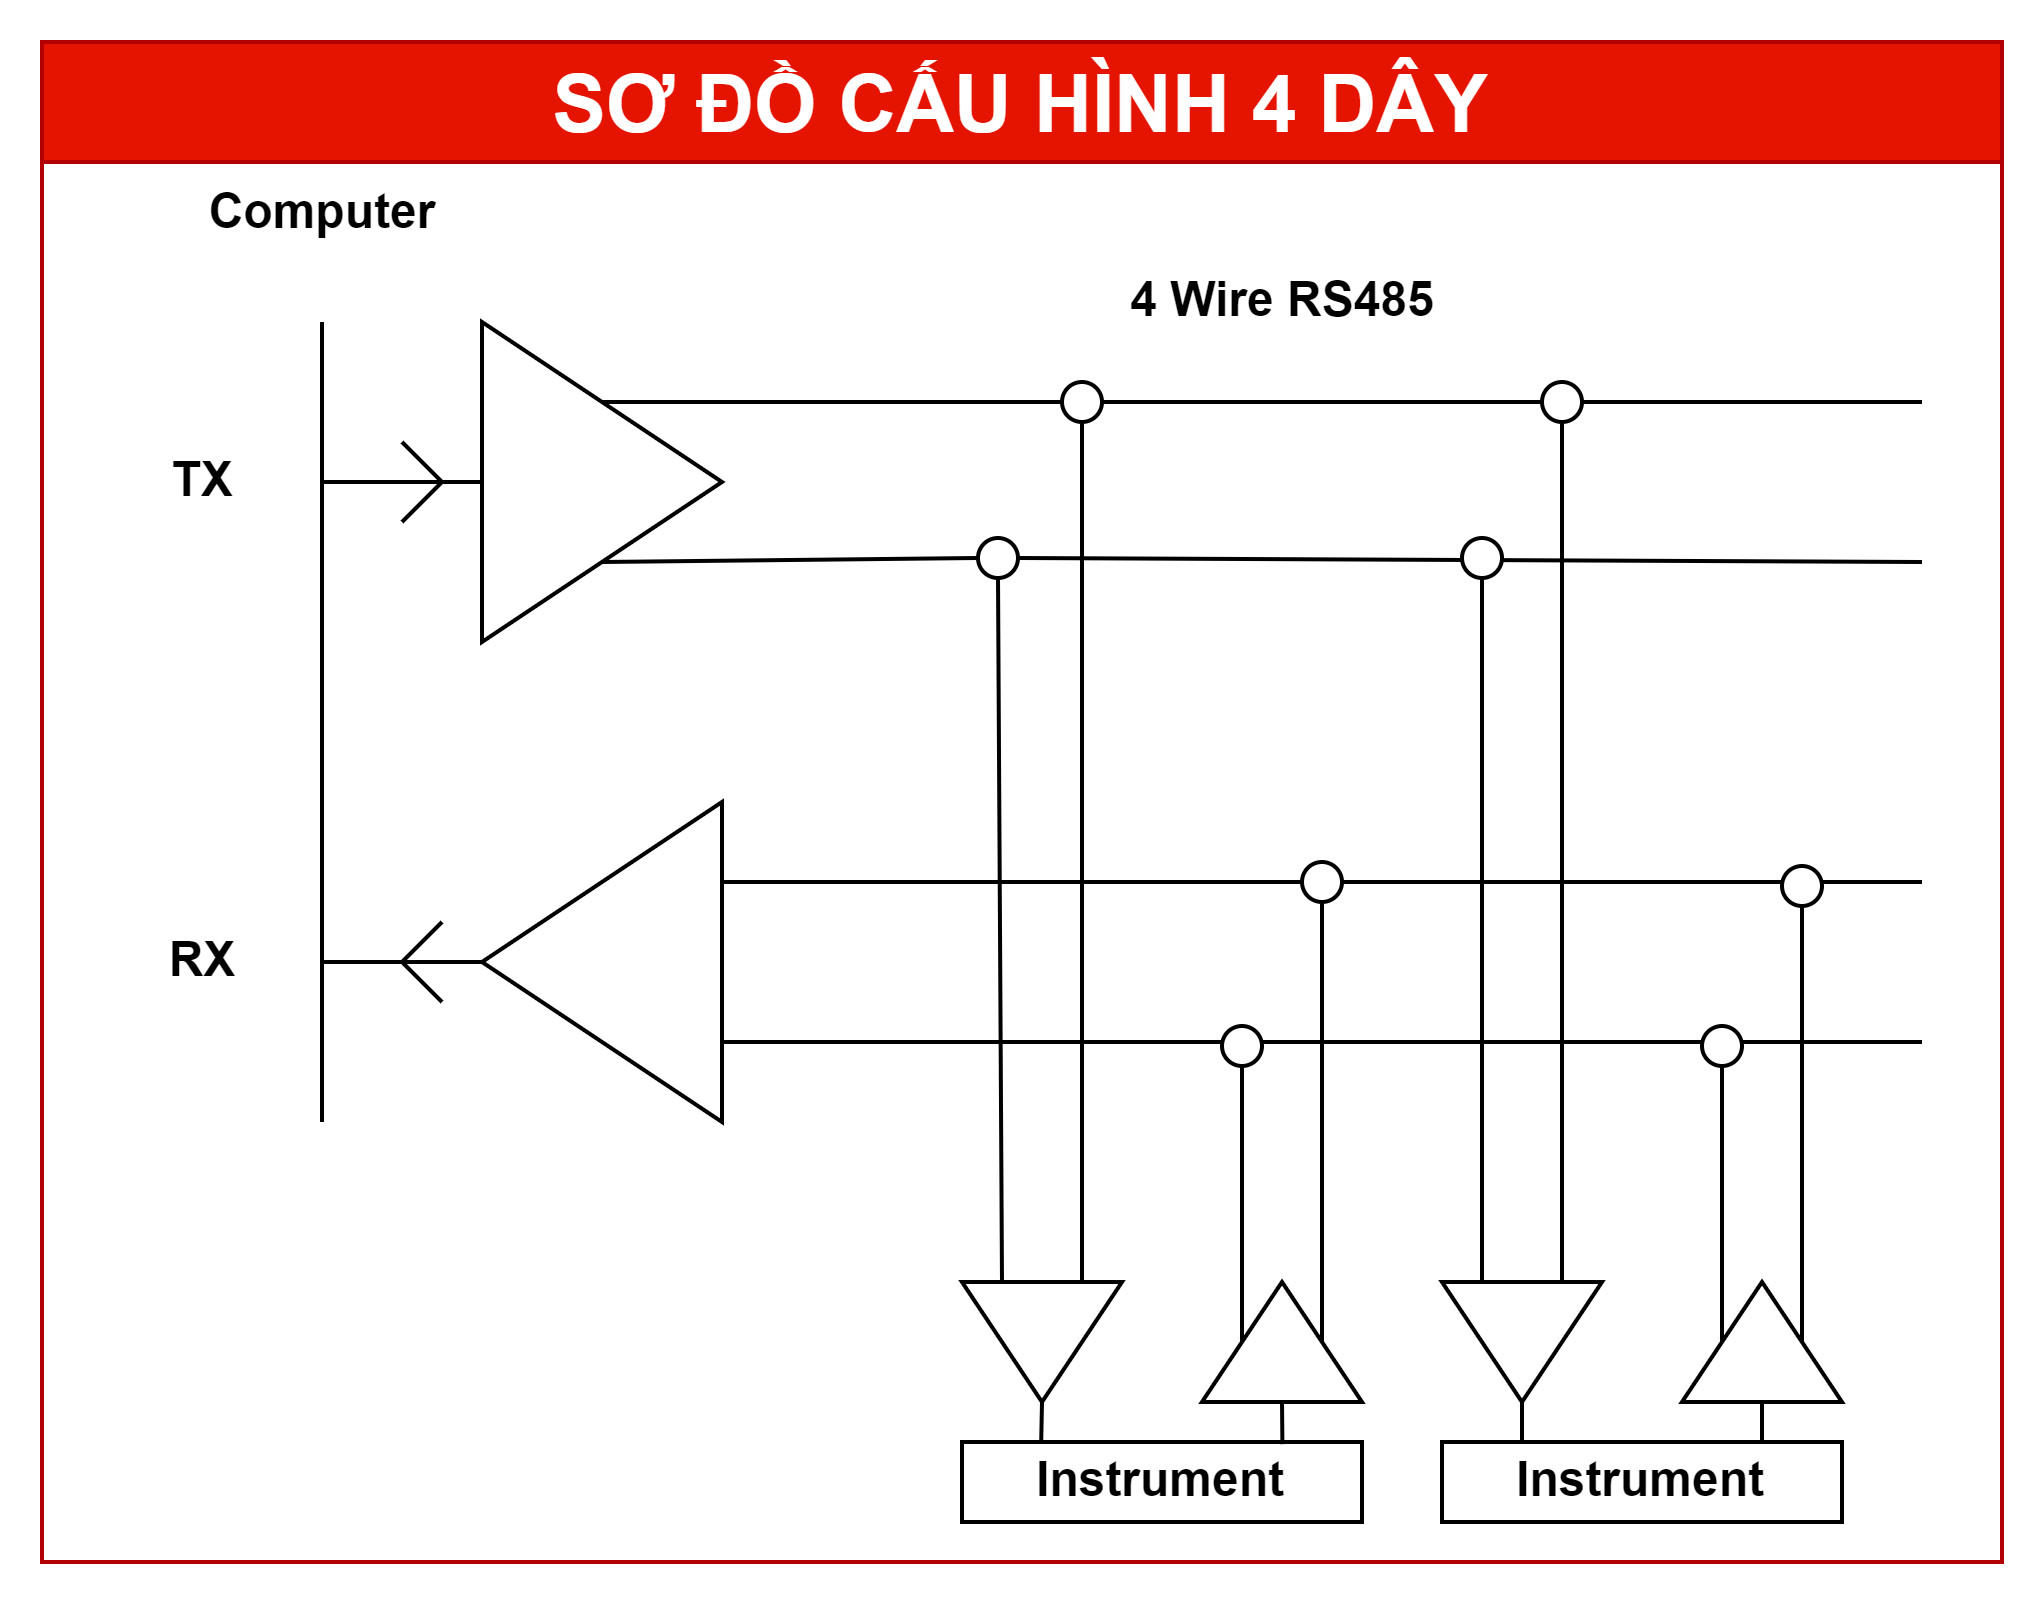 SƠ ĐỒ CẤU HÌNH 4 DÂY
Computer
4 Wire RS485
TX
RX
Instrument
Instrument